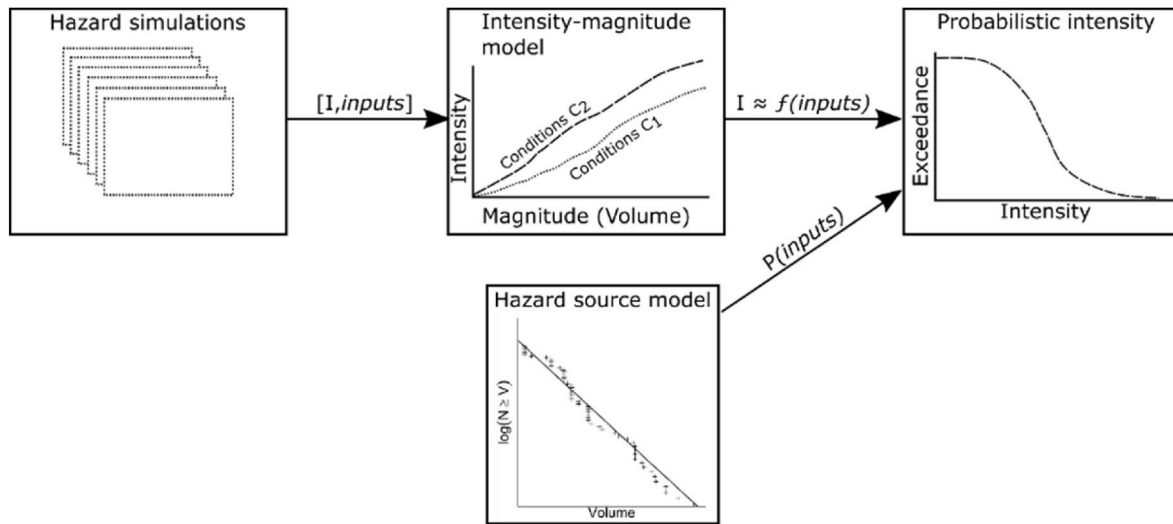 Hazard simulations
[I,inputs]
Intensity-magnitude
model
Intensity
Conditions C2
Conditions C1
Magnitude (Volume)
I ≈ f(inputs)
Probabilistic intensity
Exceedance
Intensity
P(inputs)
Hazard source model
log(N ≥ V)
Volume